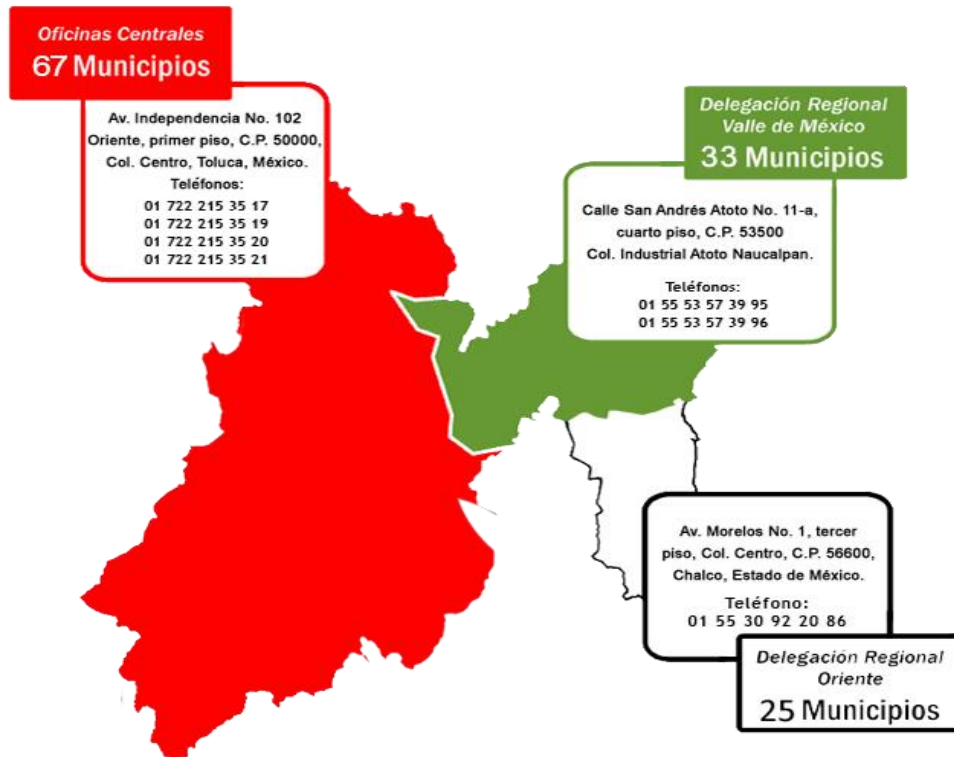 Oficinas Centrales
67 Municipios
Av. Independencia No. 102
Oriente, primer piso, C.P. 50000,
Col. Centro, Toluca, México.
Teléfonos:
01 722 215 35 17
01 722 215 35 19
01 722 215 35 20
01 722 215 35 21
Delegación Regional
Valle de México
33 Municipios
Calle San Andrés Atoto No. 11-a,
cuarto piso, C.P. 53500
Col. Industrial Atoto Naucalpan.
Teléfonos:
01 55 53 57 39 95
01 55 53 57 39 96
Av. Morelos No. 1, tercer
piso, Col. Centro, C.P. 56600,
Chalco, Estado de México.
Teléfono:
01 55 30 92 20 86
Delegación Regional
Oriente
25 Municipios